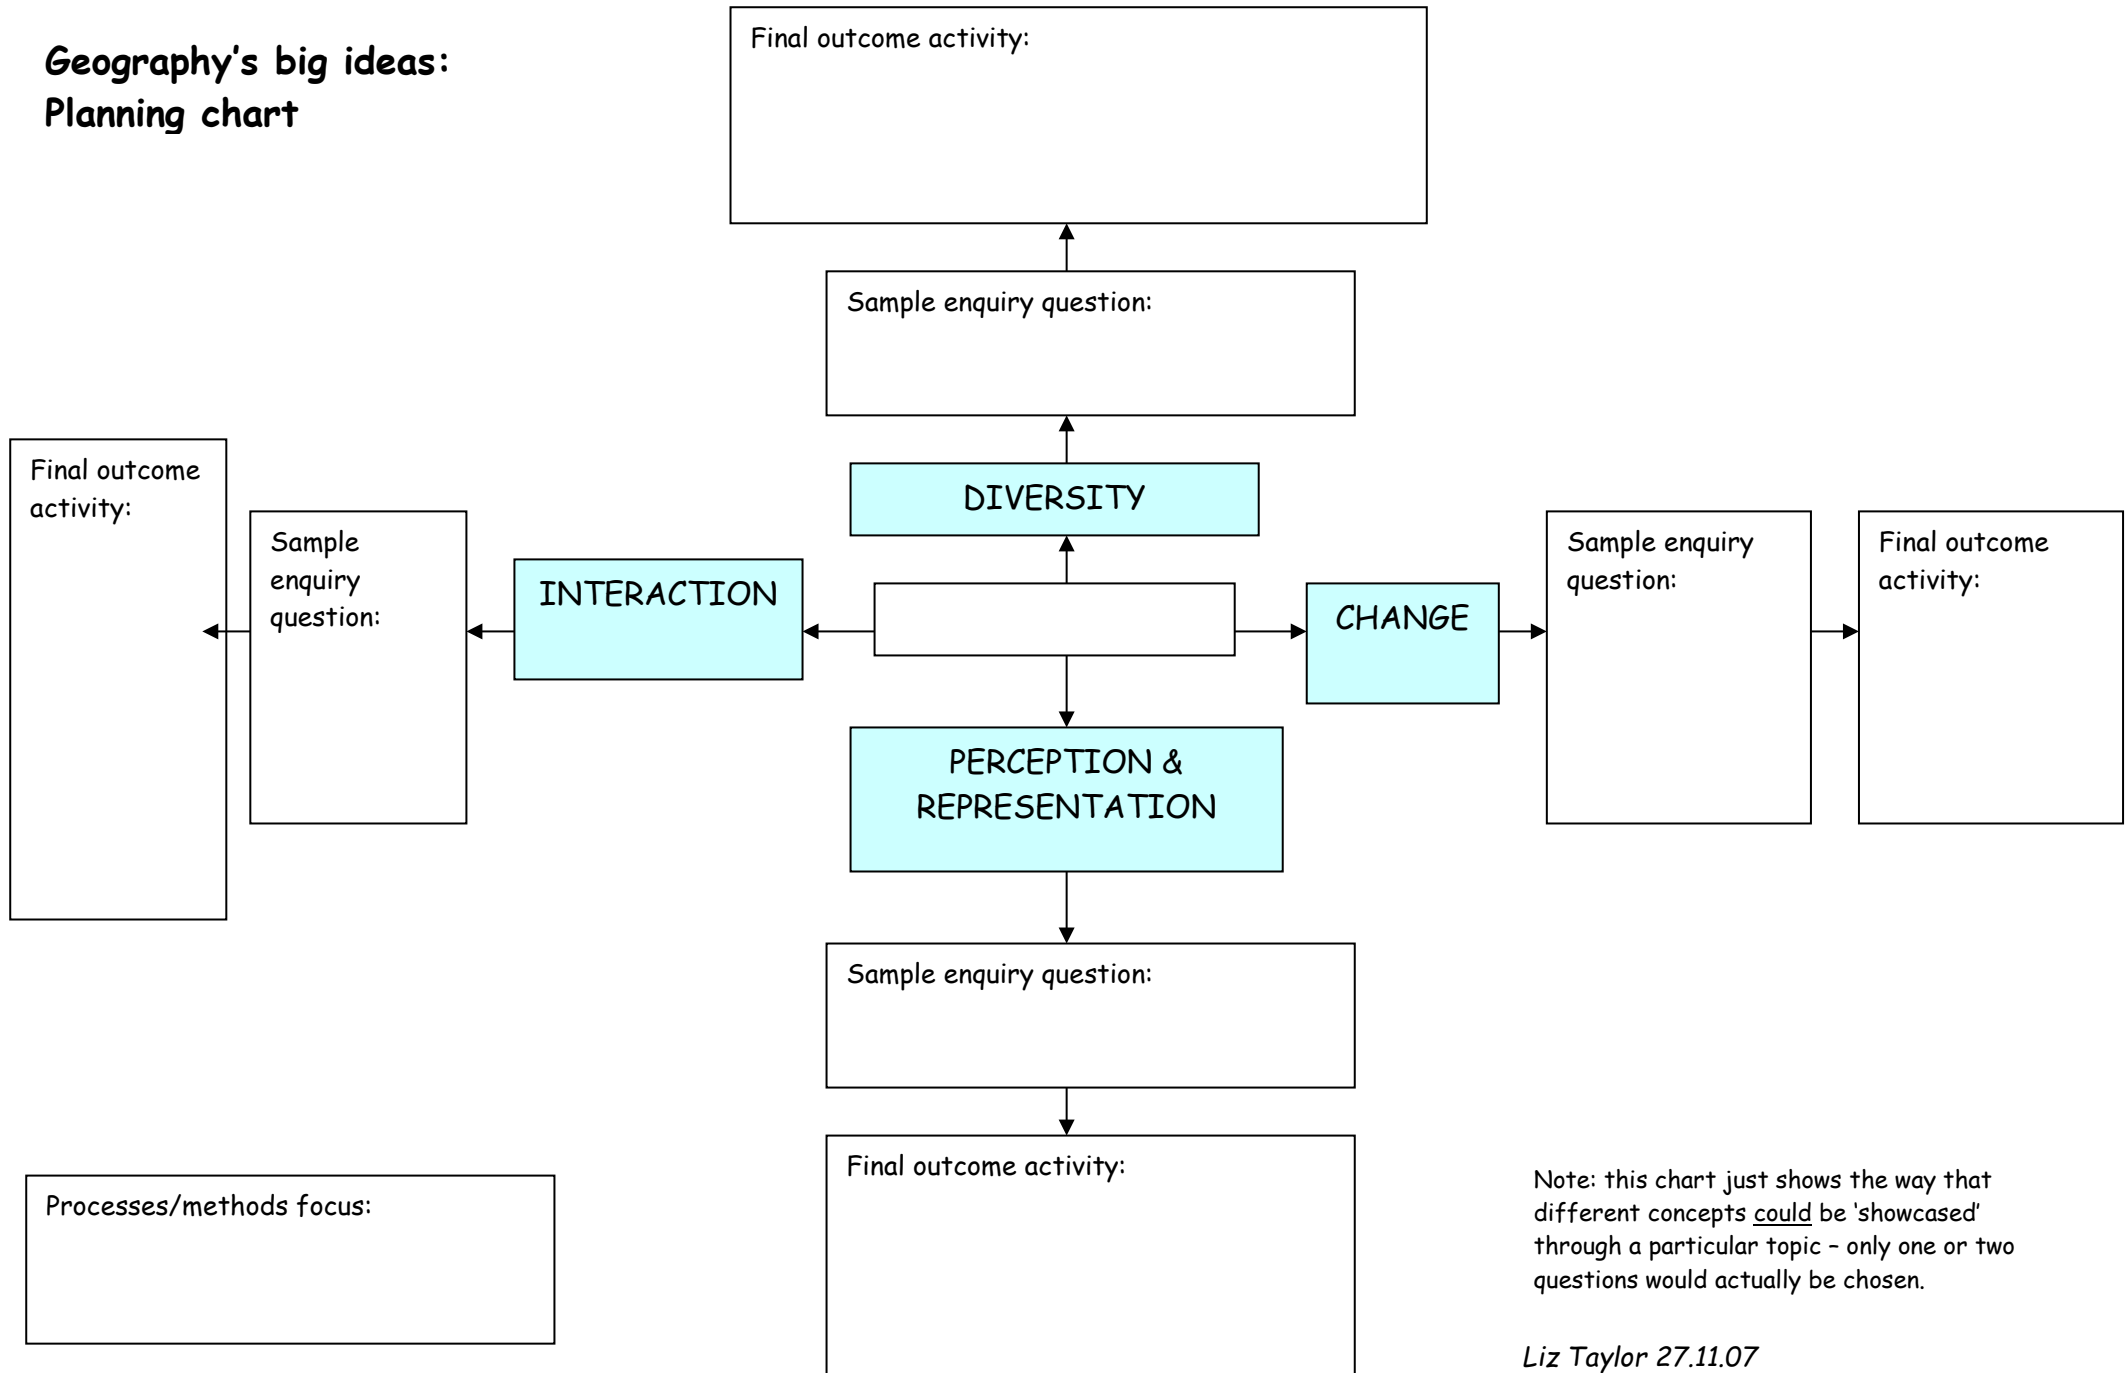 Geography's big ideas:
Planning chart
Final outcome activity:
Sample enquiry question:
DIVERSITY
Final outcome
activity:
Sample
enquiry
question:
INTERACTION
CHANGE
Sample enquiry
question:
Final outcome
activity:
PERCEPTION &
REPRESENTATION
Sample enquiry question:
Final outcome activity:
Processes/methods focus:
Note: this chart just shows the way that
different concepts could be ‘showcased’
through a particular topic – only one or two
questions would actually be chosen.
Liz Taylor 27.11.07